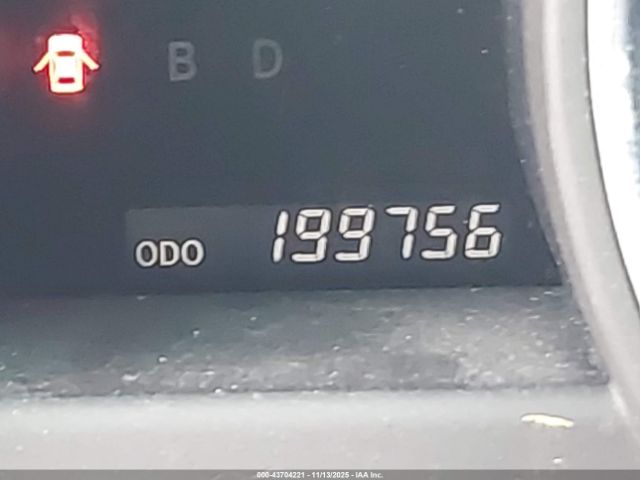 B D
ODO 199756
000-43704221 - 11/13/2025 - IAA Inc.